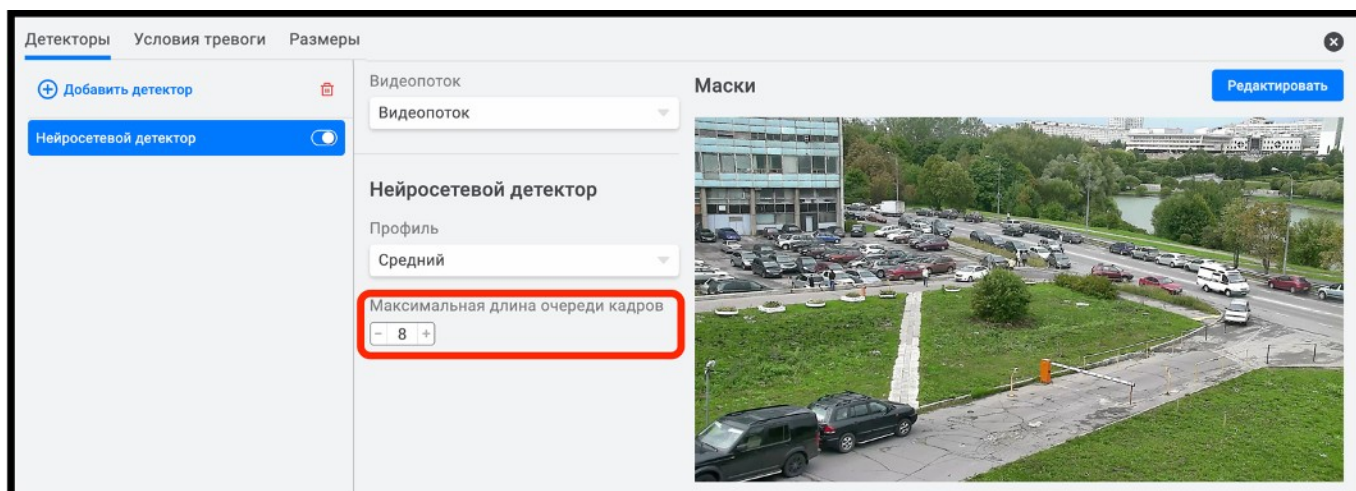 Детекторы Условия тревоги Размеры
Добавить детектор
Нейросетевой детектор
Видеопоток
Видеопоток
Нейросетевой детектор
Профиль
Средний
Максимальная длина очереди кадров
- 8 +
Маски
Редактировать